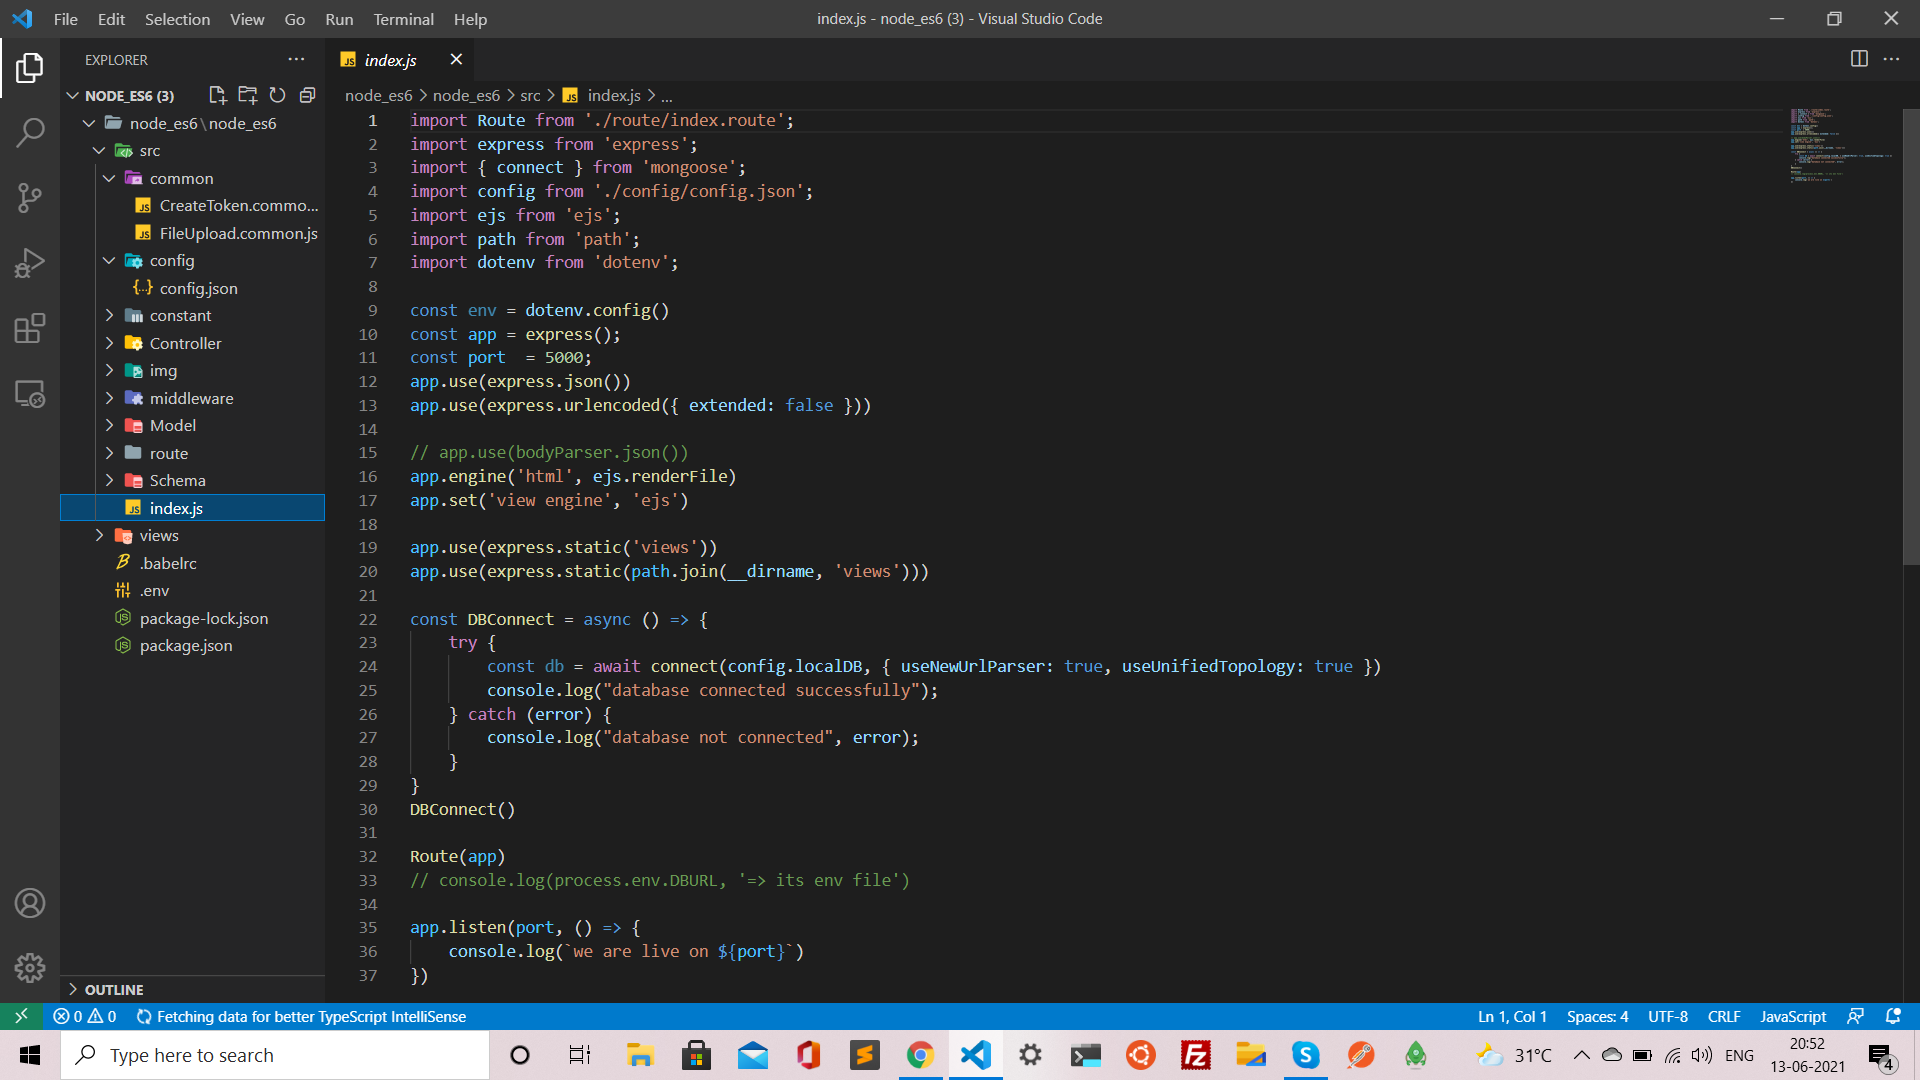 File Edit Selection View Go Run Terminal Help
index.js - node_es6 (3) - Visual Studio Code
EXPLORER
NODE_ES6 (3)
node_es6\node_es6
src
common
CreateToken.commo...
FileUpload.common.js
config
config.json
constant
Controller
img
middleware
Model
route
Schema
index.js
views
.babelrc
.env
package-lock.json
package.json
OUTLINE
index.js
node_es6 > node_es6 > src > index.js > ...
1 import Route from './route/index.route';
2 import express from 'express';
3 import { connect } from 'mongoose';
4 import config from './config/config.json';
5 import ejs from 'ejs';
6 import path from 'path';
7 import dotenv from 'dotenv';
8
9 const env = dotenv.config()
10 const app = express();
11 const port  = 5000;
12 app.use(express.json())
13 app.use(express.urlencoded({ extended: false }))
14
15 // app.use(bodyParser.json())
16 app.engine('html', ejs.renderFile)
17 app.set('view engine', 'ejs')
18
19 app.use(express.static('views'))
20 app.use(express.static(path.join(__dirname, 'views')))
21
22 const DBConnect = async () => {
23     try {
24         const db = await connect(config.localDB, { useNewUrlParser: true, useUnifiedTopology: true })
25         console.log("database connected successfully");
26     } catch (error) {
27         console.log("database not connected", error);
28     }
29 }
30 DBConnect()
31
32 Route(app)
33 // console.log(process.env.DBURL, '=> its env file')
34
35 app.listen(port, () => {
36     console.log(`we are live on ${port}`)
37 })
0 0 Fetching data for better TypeScript IntelliSense
Ln 1, Col 1 Spaces: 4 UTF-8 CRLF JavaScript
Type here to search
31°C ENG
20:52
13-06-2021
4